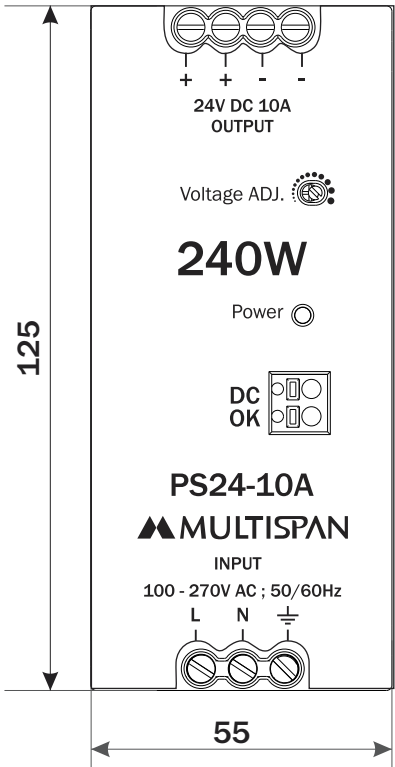 + + - -
24V DC 10A
OUTPUT
Voltage ADJ.
240W
Power
125
DC
OK
PS24-10A
MULTISPAN
INPUT
100 - 270V AC ; 50/60Hz
L N
55